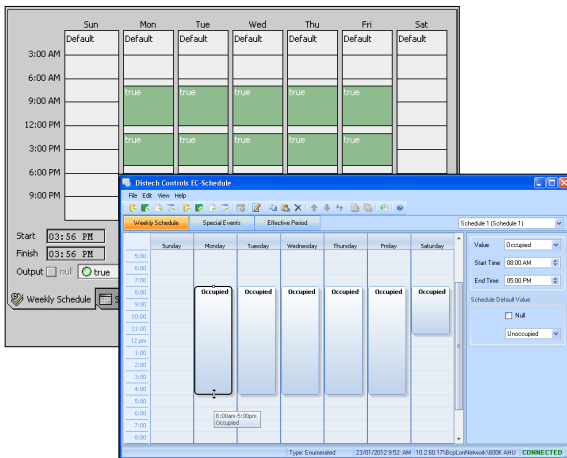 Sun Mon Tue Wed Thu Fri Sat
Default Default Default Default Default Default Default
3:00 AM
6:00 AM
9:00 AM true true true true true
12:00 PM
3:00 PM true true true true true
6:00 PM
9:00 PM
Start 03:56 PM
Finish 03:56 PM
Output null true
Weekly Schedule S
Distech Controls EC-Schedule
File Edit View Help
Weekly Schedule Special Events Effective Period Schedule 1 (Schedule 1)
Sunday Monday Tuesday Wednesday Thursday Friday Saturday
5:00
6:00
7:00
8:00 Occupied Occupied Occupied Occupied Occupied Occupied
9:00
10:00
11:00
12 pm
1:00
2:00
3:00
4:00
5:00
6:00
7:00
8:00
8:00am-5:00pm
Occupied
Value Occupied
Start Time 08:00 AM
End Time 05:00 PM
Schedule Default Value
Null
Unoccupied
Type: Enumerated 23/01/2012 9:52 AM 10.2.60.17\BcpLonNetwork\600K AHU CONNECTED